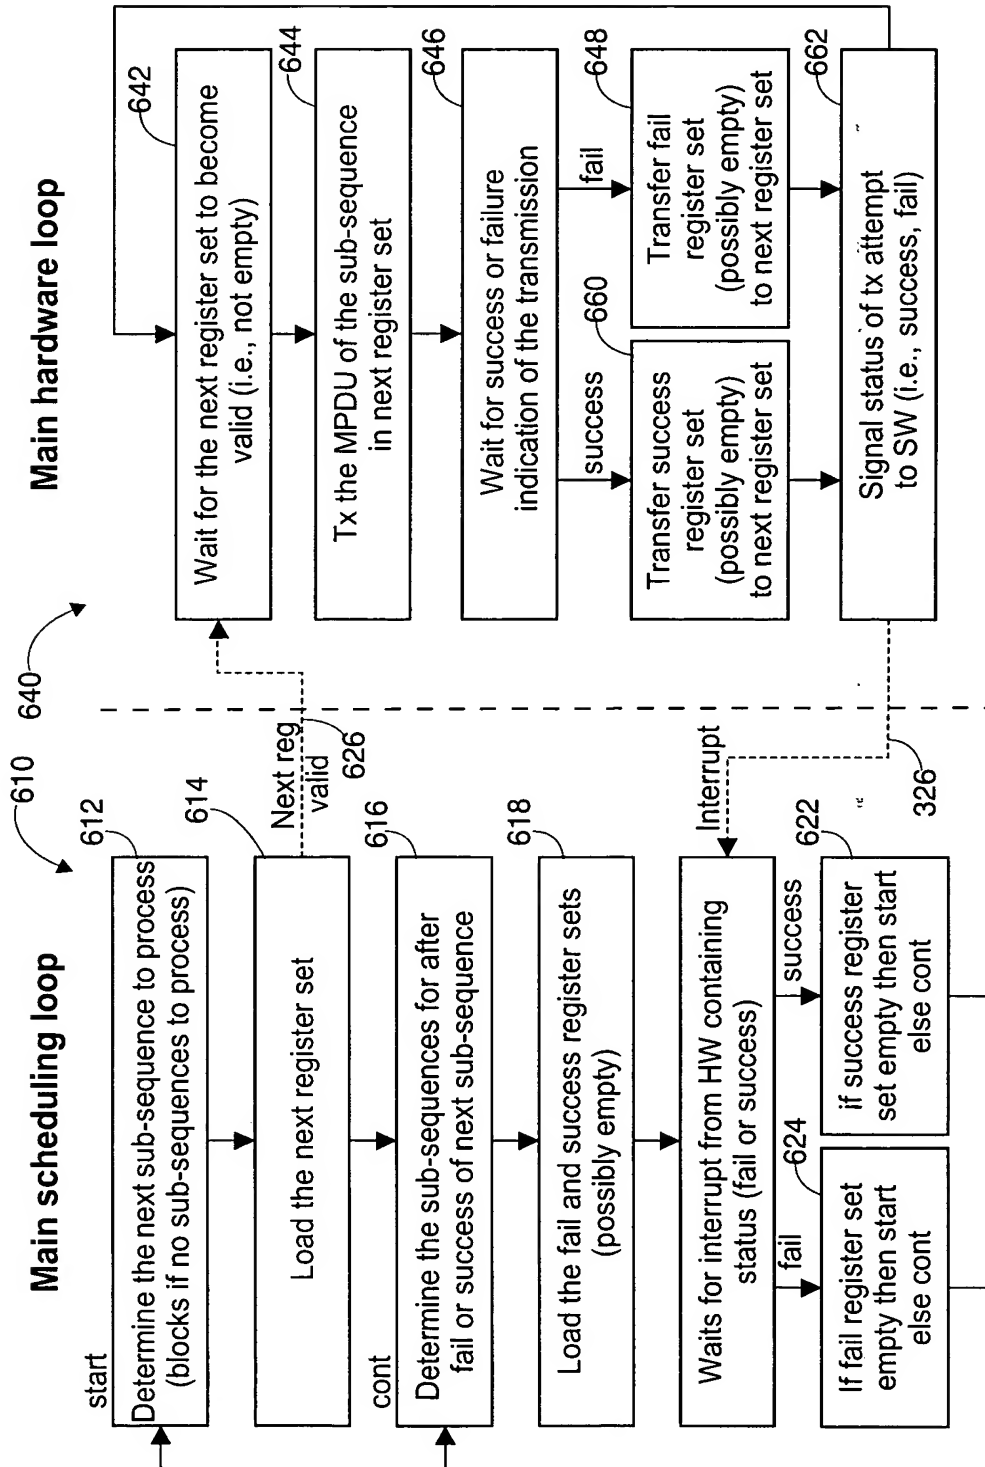 Main scheduling loop
610
start
612
Determine the next sub-sequence to process
(blocks if no sub-sequences to process)
614
Load the next register set
Next reg
valid
626
cont
616
Determine the sub-sequences for after
fail or success of next sub-sequence
618
Load the fail and success register sets
(possibly empty)
Interrupt
Waits for interrupt from HW containing
status (fail or success)
326
fail
success
624
If fail register set
empty then start
else cont
622
if success register
set empty then start
else cont
Main hardware loop
640
642
Wait for the next register set to become
valid (i.e., not empty)
644
Tx the MPDU of the sub-sequence
in next register set
646
Wait for success or failure
indication of the transmission
success
fail
660
Transfer success
register set
(possibly empty)
to next register set
648
Transfer fail
register set
(possibly empty)
to next register set
662
Signal status of tx attempt
to SW (i.e., success, fail)